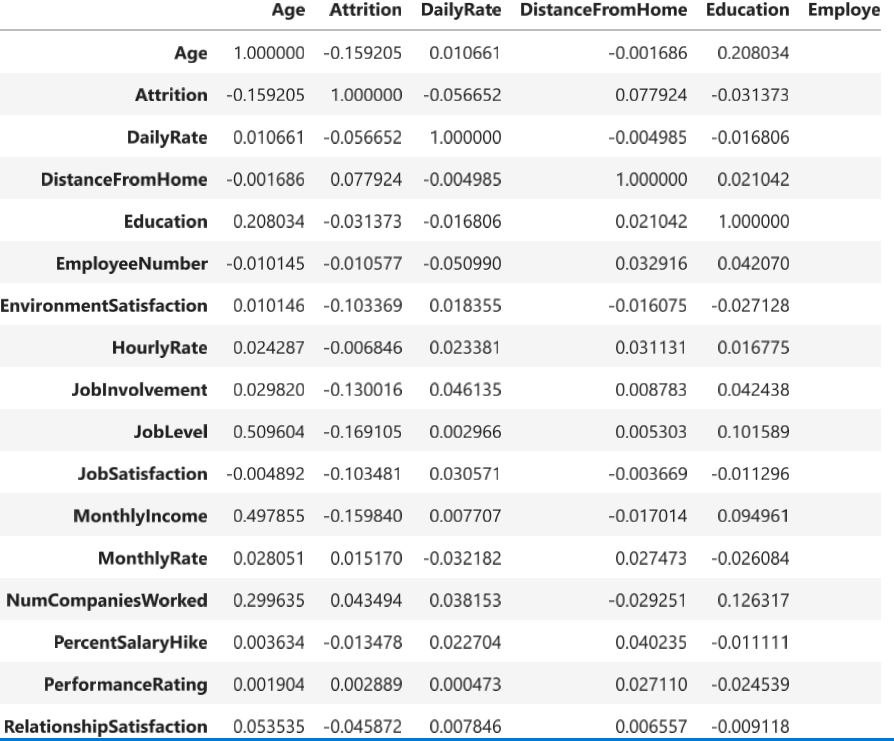 Age Attrition DailyRate DistanceFromHome Education Employe
Age 1.000000 -0.159205 0.010661 -0.001686 0.208034
Attrition -0.159205 1.000000 -0.056652 0.077924 -0.031373
DailyRate 0.010661 -0.056652 1.000000 -0.004985 -0.016806
DistanceFromHome -0.001686 0.077924 -0.004985 1.000000 0.021042
Education 0.208034 -0.031373 -0.016806 0.021042 1.000000
EmployeeNumber -0.010145 -0.010577 -0.050990 0.032916 0.042070
EnvironmentSatisfaction 0.010146 -0.103369 0.018355 -0.016075 -0.027128
HourlyRate 0.024287 -0.006846 0.023381 0.031131 0.016775
JobInvolvement 0.029820 -0.130016 0.046135 0.008783 0.042438
JobLevel 0.509604 -0.169105 0.002966 0.005303 0.101589
JobSatisfaction -0.004892 -0.103481 0.030571 -0.003669 -0.011296
MonthlyIncome 0.497855 -0.159840 0.007707 -0.017014 0.094961
MonthlyRate 0.028051 0.015170 -0.032182 0.027473 -0.026084
NumCompaniesWorked 0.299635 0.043494 0.038153 -0.029251 0.126317
PercentSalaryHike 0.003634 -0.013478 0.022704 0.040235 -0.011111
PerformanceRating 0.001904 0.002889 0.000473 0.027110 -0.024539
RelationshipSatisfaction 0.053535 -0.045872 0.007846 0.006557 -0.009118